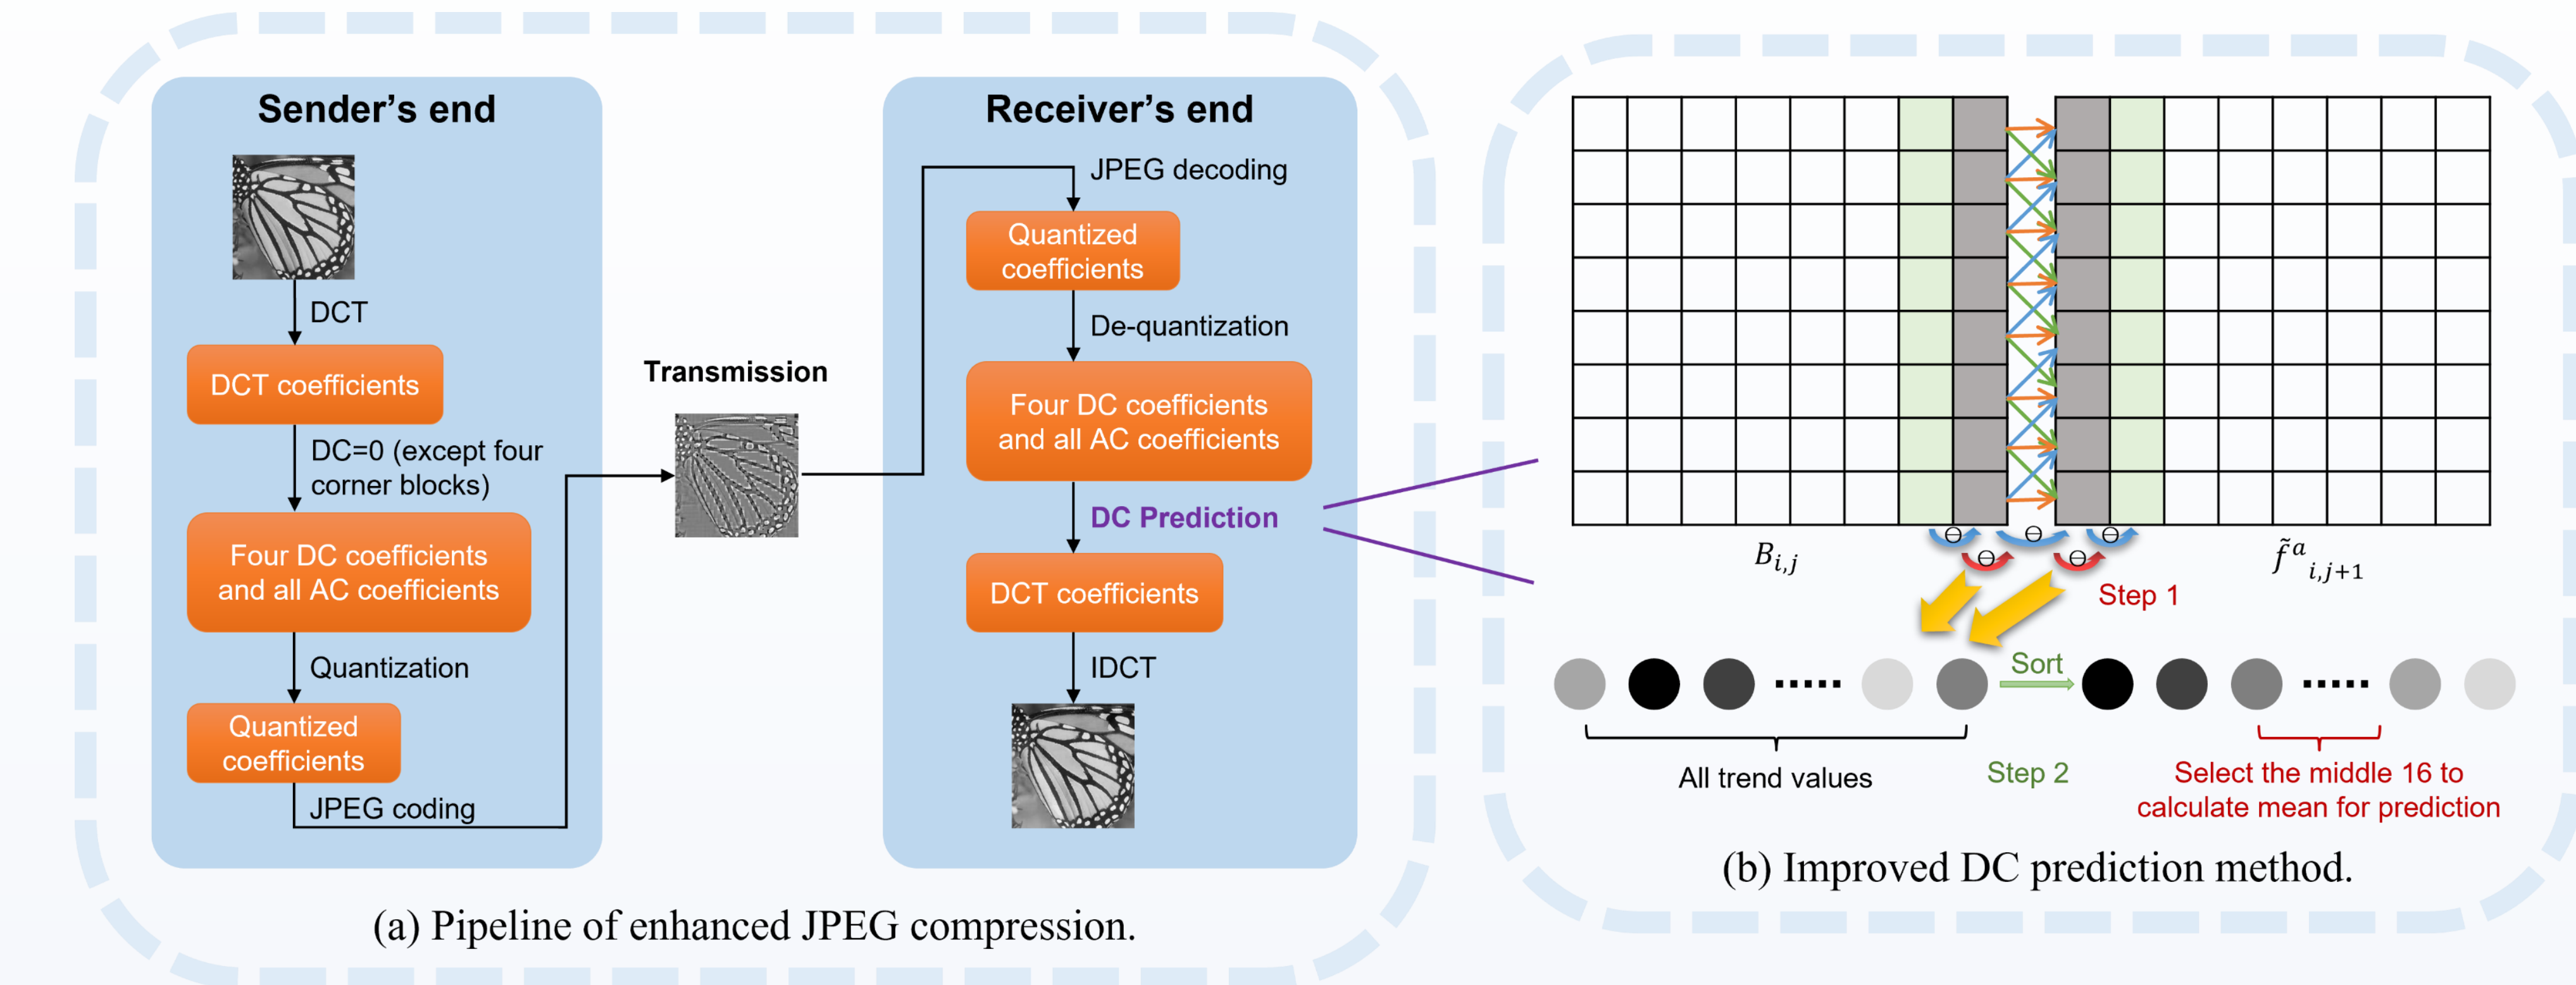 Sender's end
DCT
DCT coefficients
DC=0 (except four
corner blocks)
Four DC coefficients
and all AC coefficients
Quantization
Quantized
coefficients
JPEG coding
Transmission
Receiver's end
JPEG decoding
Quantized
coefficients
De-quantization
Four DC coefficients
and all AC coefficients
DC Prediction
DCT coefficients
IDCT
(a) Pipeline of enhanced JPEG compression.
Θ Θ Θ
Θ Θ
B_{i,j}
f̃^a_{i,j+1}
Step 1
Sort
All trend values
Step 2
Select the middle 16 to
calculate mean for prediction
(b) Improved DC prediction method.